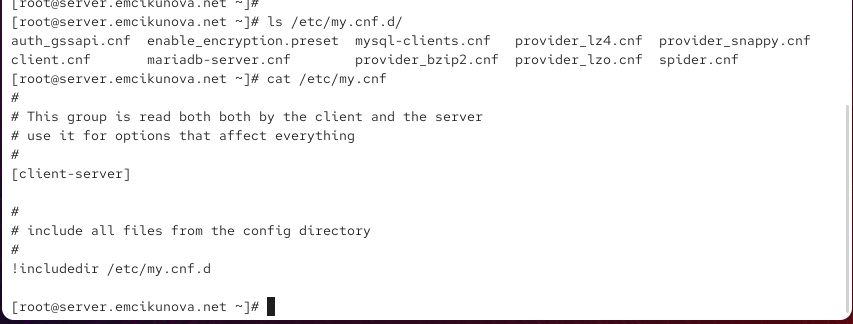 [root@server.emcikunova.net ~]#
[root@server.emcikunova.net ~]# ls /etc/my.cnf.d/
auth_gssapi.cnf  enable_encryption.preset  mysql-clients.cnf   provider_lz4.cnf  provider_snappy.cnf
client.cnf       mariadb-server.cnf        provider_bzip2.cnf  provider_lzo.cnf  spider.cnf
[root@server.emcikunova.net ~]# cat /etc/my.cnf
#
# This group is read both both by the client and the server
# use it for options that affect everything
#
[client-server]

#
# include all files from the config directory
#
!includedir /etc/my.cnf.d

[root@server.emcikunova.net ~]#